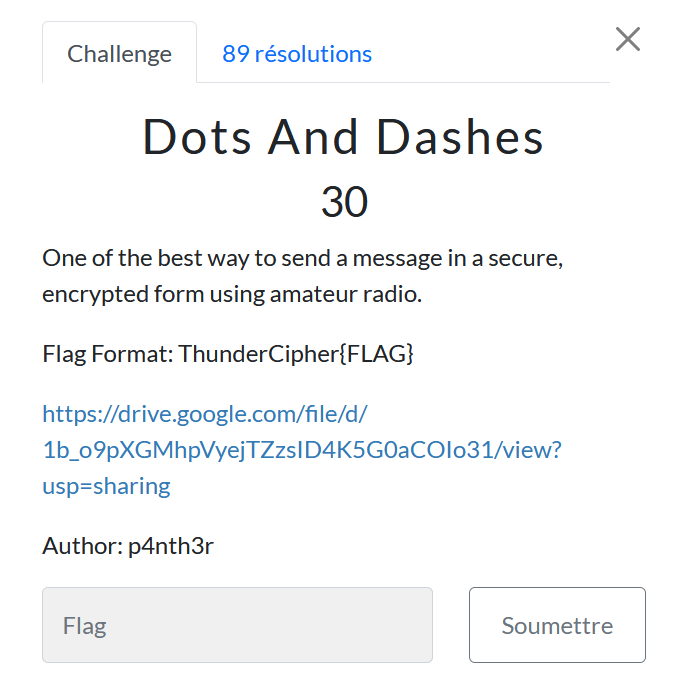 Challenge
89 résolutions
Dots And Dashes
30
One of the best way to send a message in a secure,
encrypted form using amateur radio.
Flag Format: ThunderCipher{FLAG}
https://drive.google.com/file/d/
1b_o9pXGMhpVyejTZzsID4K5G0aCOIo31/view?
usp=sharing
Author: p4nth3r
Flag
Soumettre